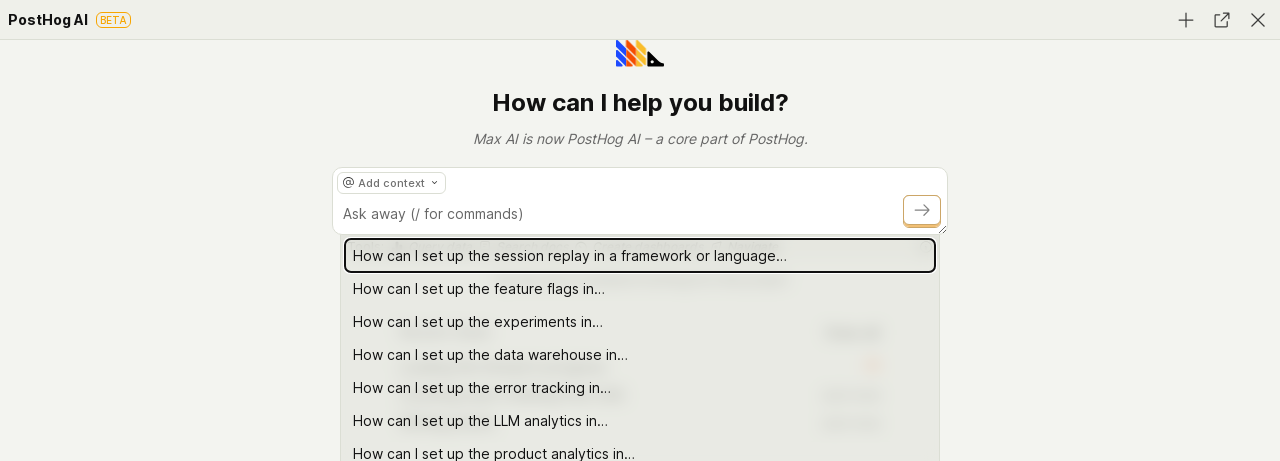 PostHog AI BETA
How can I help you build?
Max AI is now PostHog AI – a core part of PostHog.
@ Add context
Ask away (/ for commands)
How can I set up the session replay in a framework or language…
How can I set up the feature flags in…
How can I set up the experiments in…
How can I set up the data warehouse in…
How can I set up the error tracking in…
How can I set up the LLM analytics in…
How can I set up the product analytics in…